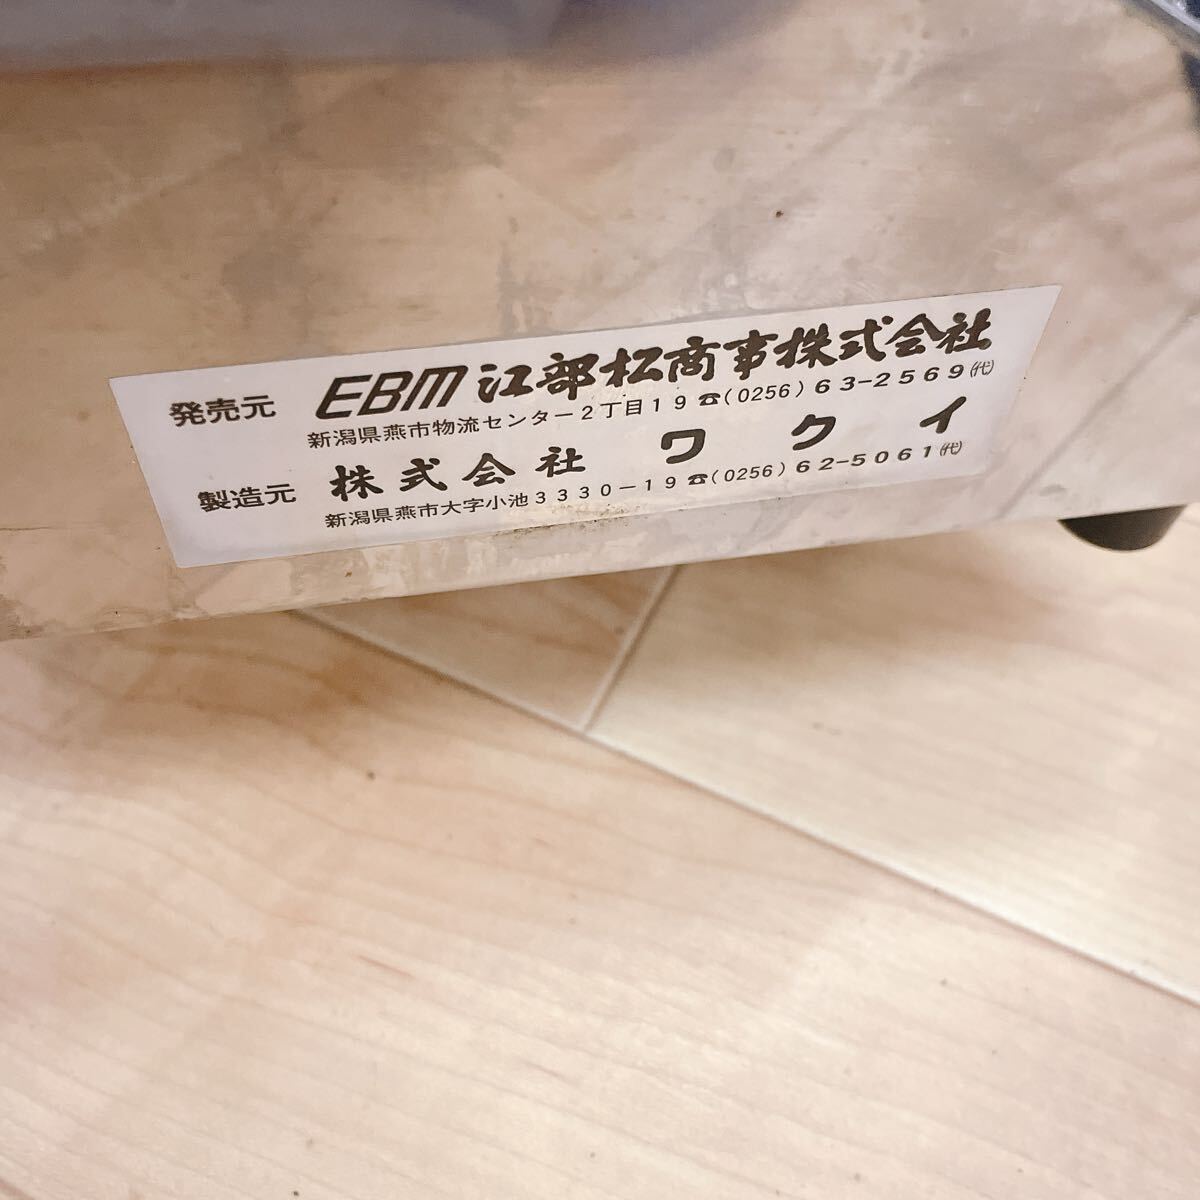 発売元 EBM 江部松商事株式会社
新潟県燕市物流センター2丁目19☎(0256)63-2569㈹
製造元 株式会社ワクイ
新潟県燕市大字小池3330-19☎(0256)62-5061㈹